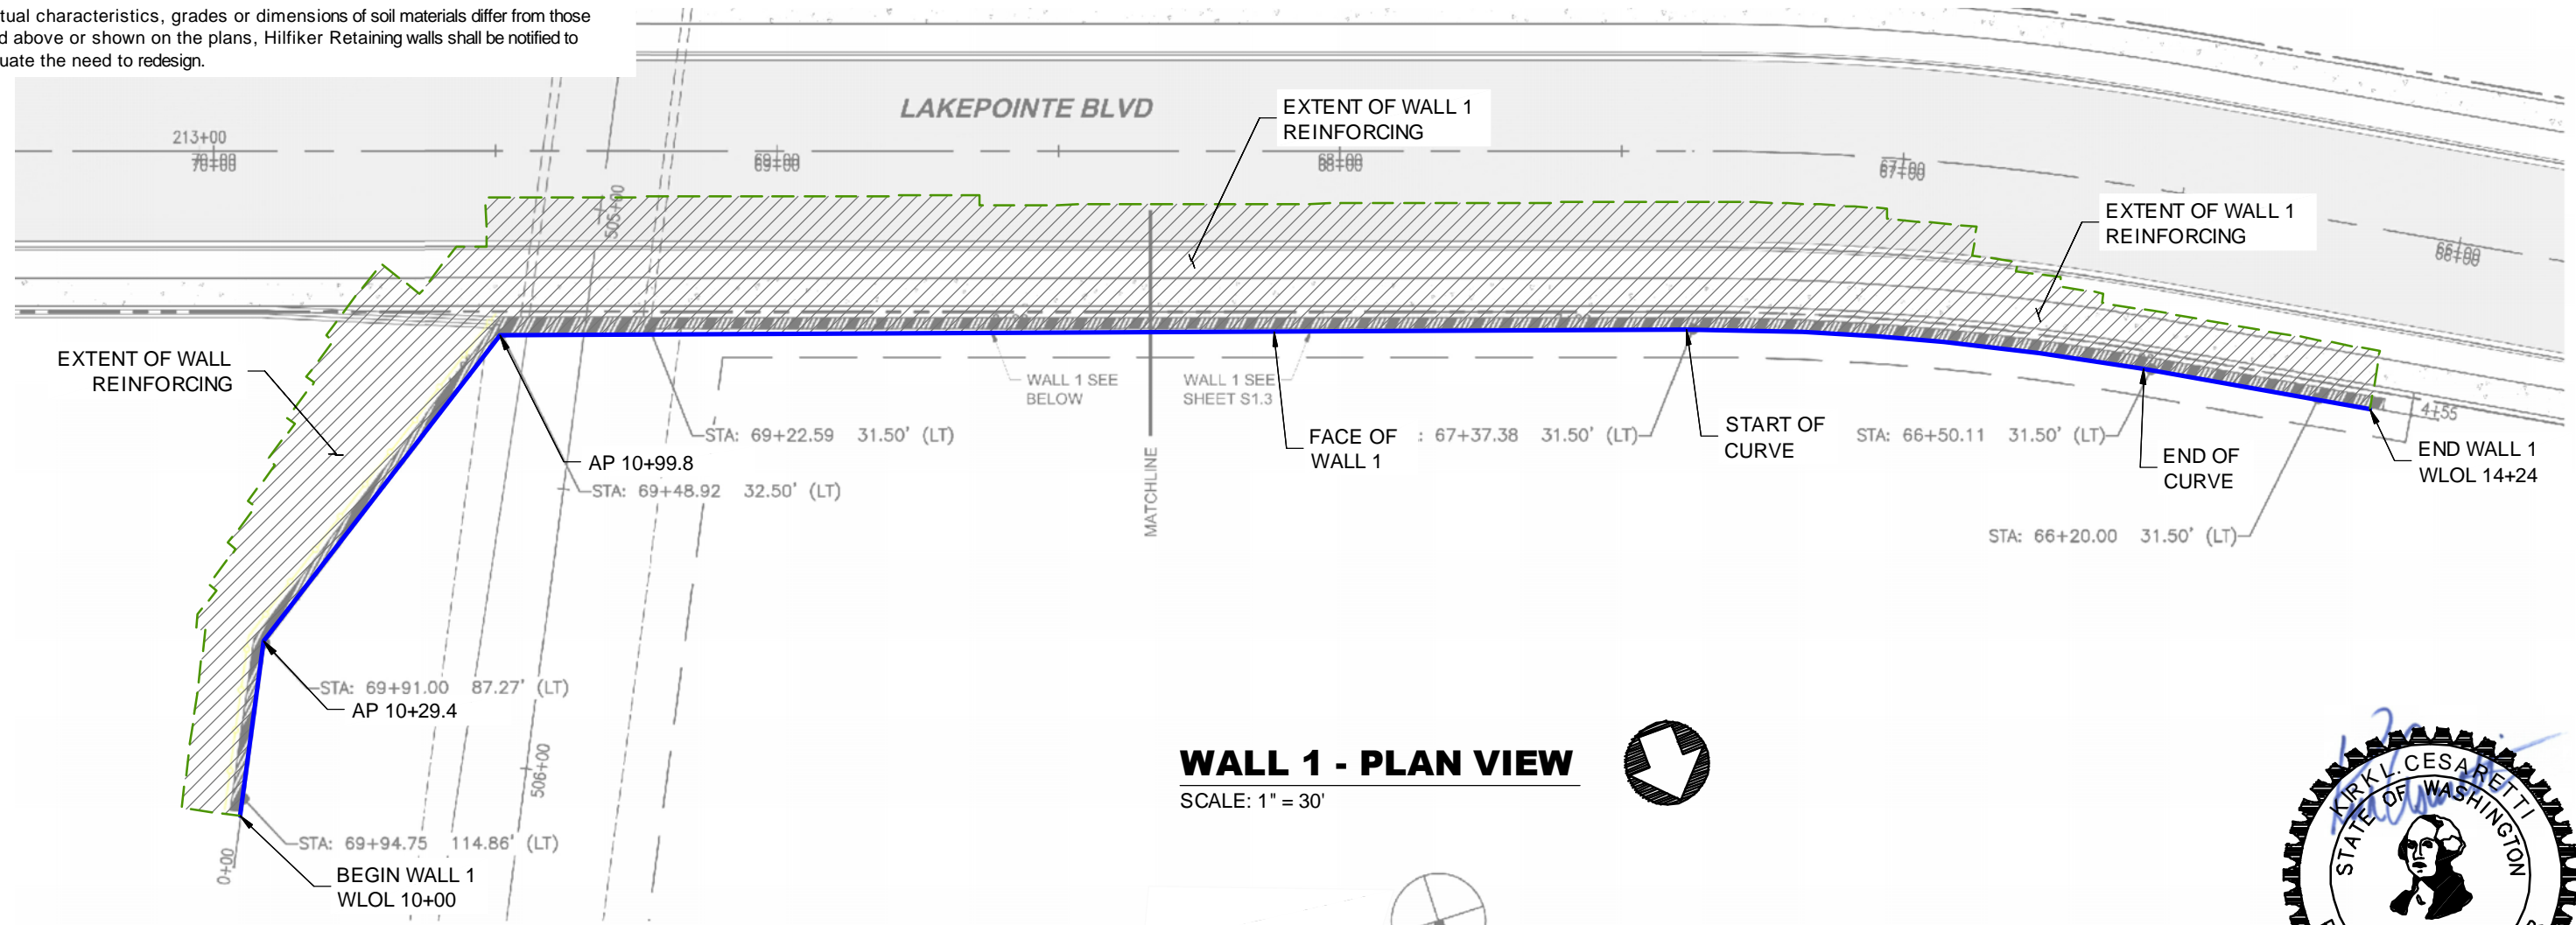 tual characteristics, grades or dimensions of soil materials differ from those
d above or shown on the plans, Hilfiker Retaining walls shall be notified to
uate the need to redesign.
LAKEPOINTE BLVD
EXTENT OF WALL 1
REINFORCING
213+00
70+00
69+00
68+00
67+00
66+00
505+00
EXTENT OF WALL 1
REINFORCING
EXTENT OF WALL
REINFORCING
WALL 1 SEE
BELOW
WALL 1 SEE
SHEET S1.3
MATCHLINE
STA: 69+22.59 31.50' (LT)
AP 10+99.8
STA: 69+48.92 32.50' (LT)
FACE OF
WALL 1
: 67+37.38 31.50' (LT)
START OF
CURVE
STA: 66+50.11 31.50' (LT)
END OF
CURVE
4+55
END WALL 1
WLOL 14+24
STA: 66+20.00 31.50' (LT)
STA: 69+91.00 87.27' (LT)
AP 10+29.4
506+00
STA: 69+94.75 114.86' (LT)
0+00
BEGIN WALL 1
WLOL 10+00
WALL 1 - PLAN VIEW
SCALE: 1" = 30'
KIRK L. CESARETTI
STATE OF WASHINGTON